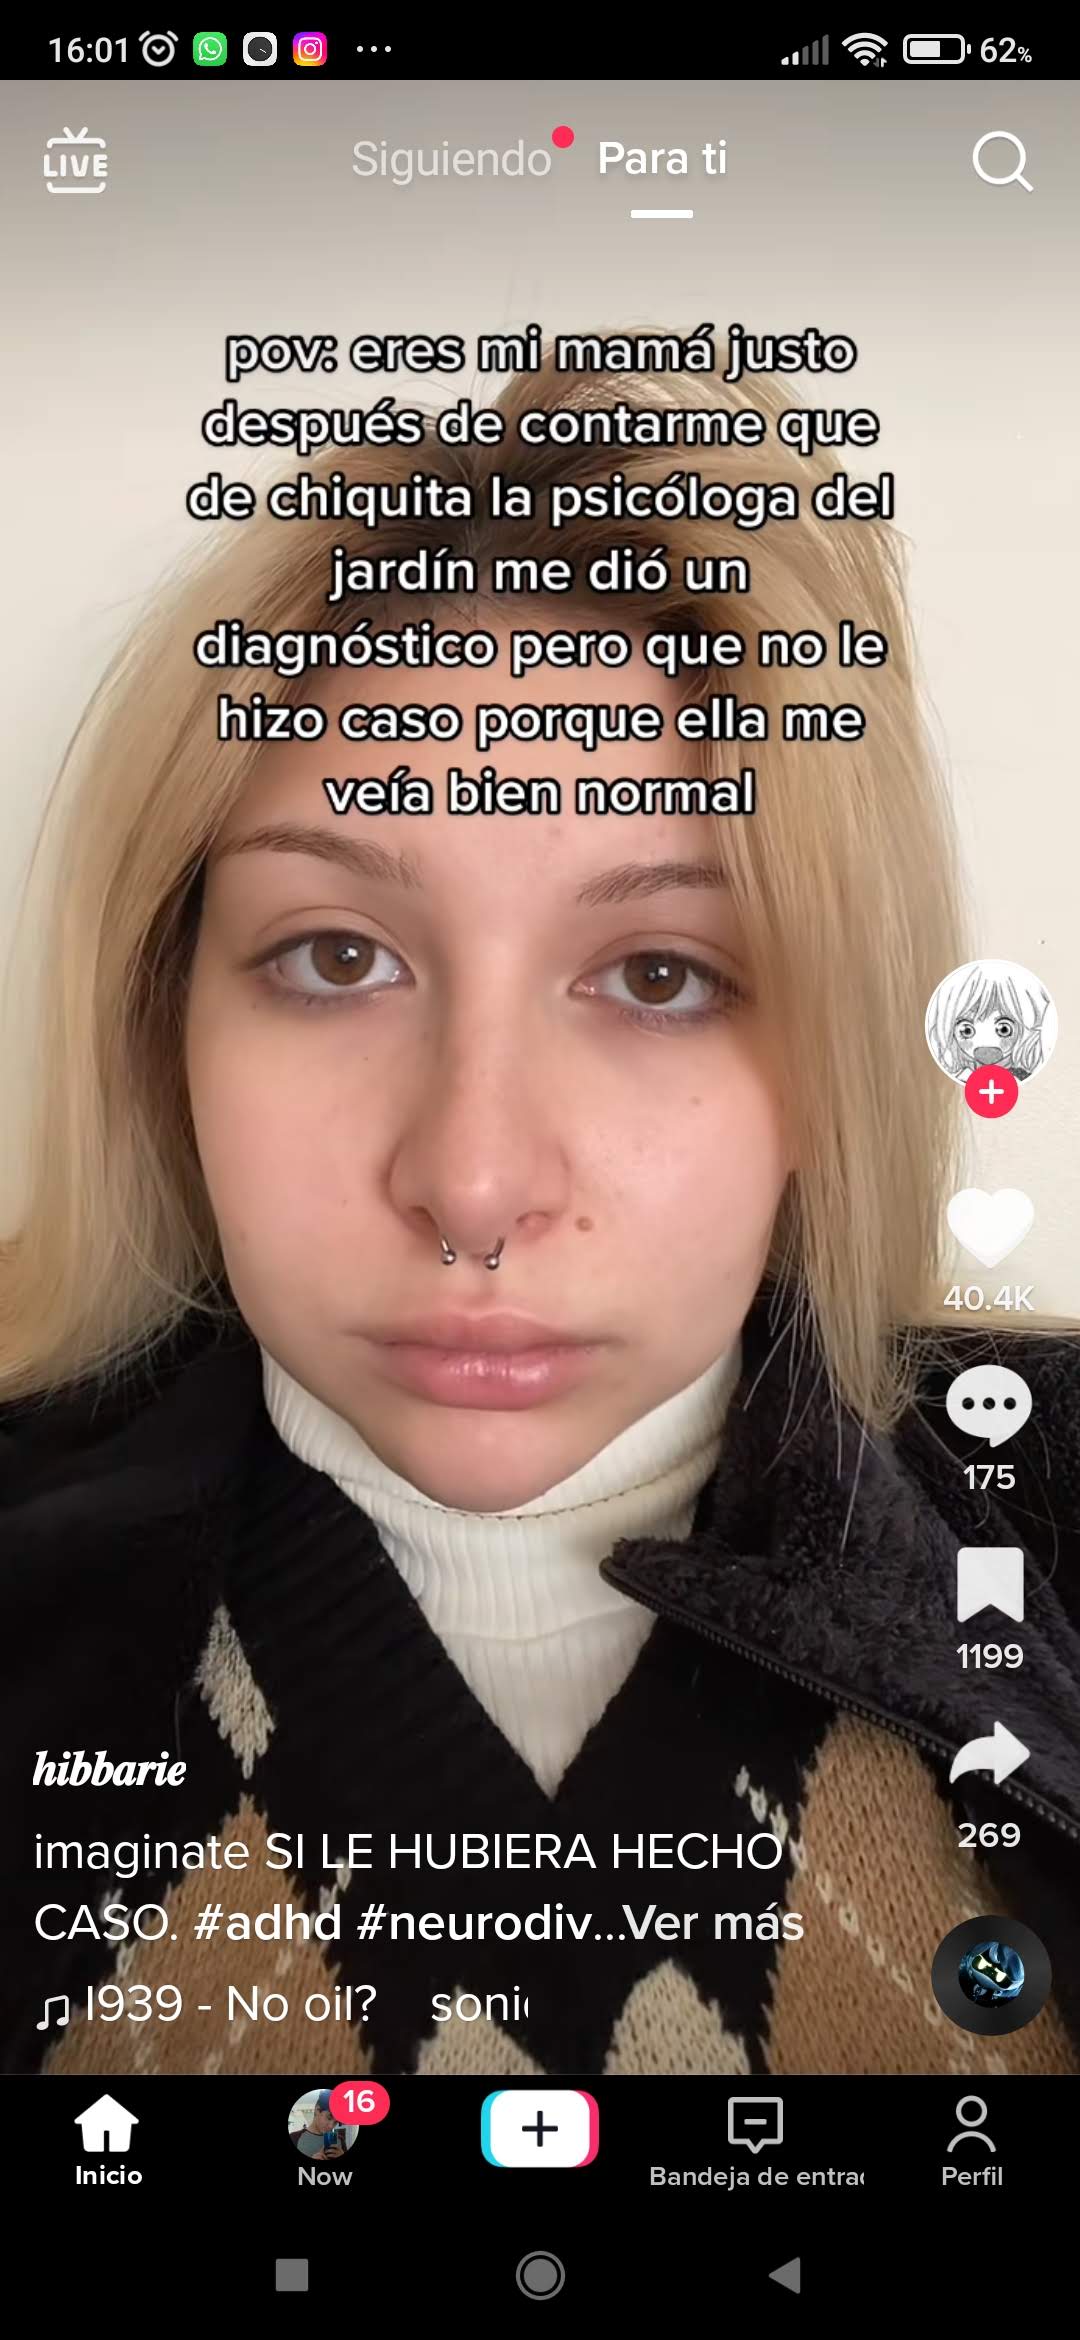 16:01
62%
LIVE
Siguiendo
Para ti
pov: eres mi mamá justo
después de contarme que
de chiquita la psicóloga del
jardín me dió un
diagnóstico pero que no le
hizo caso porque ella me
veía bien normal
40.4K
175
1199
269
hibbarie
imaginate SI LE HUBIERA HECHO
CASO. #adhd #neurodiv...Ver más
I939 - No oil? soni
16
Inicio
Now
Bandeja de entra
Perfil